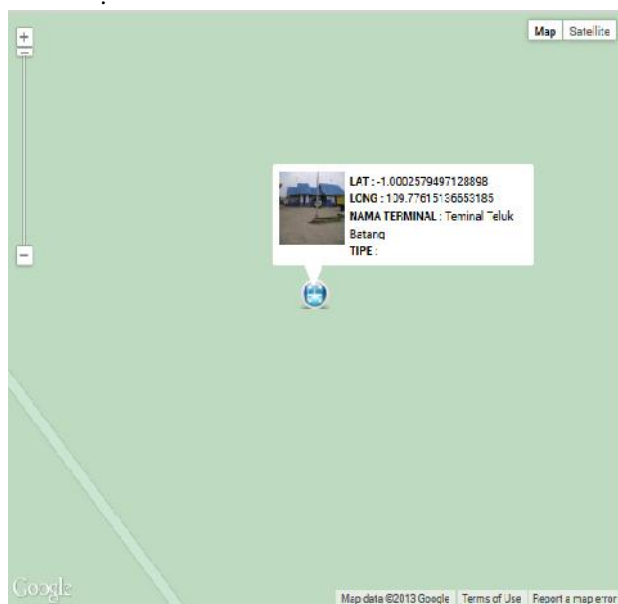 Map Satellite
LAT : -1.0002579497128898
LONG : 109.77615136653185
NAMA TERMINAL : Teminal Teluk
Batang
TIPE :
Google
Map data ©2013 Google Terms of Use Report a map error